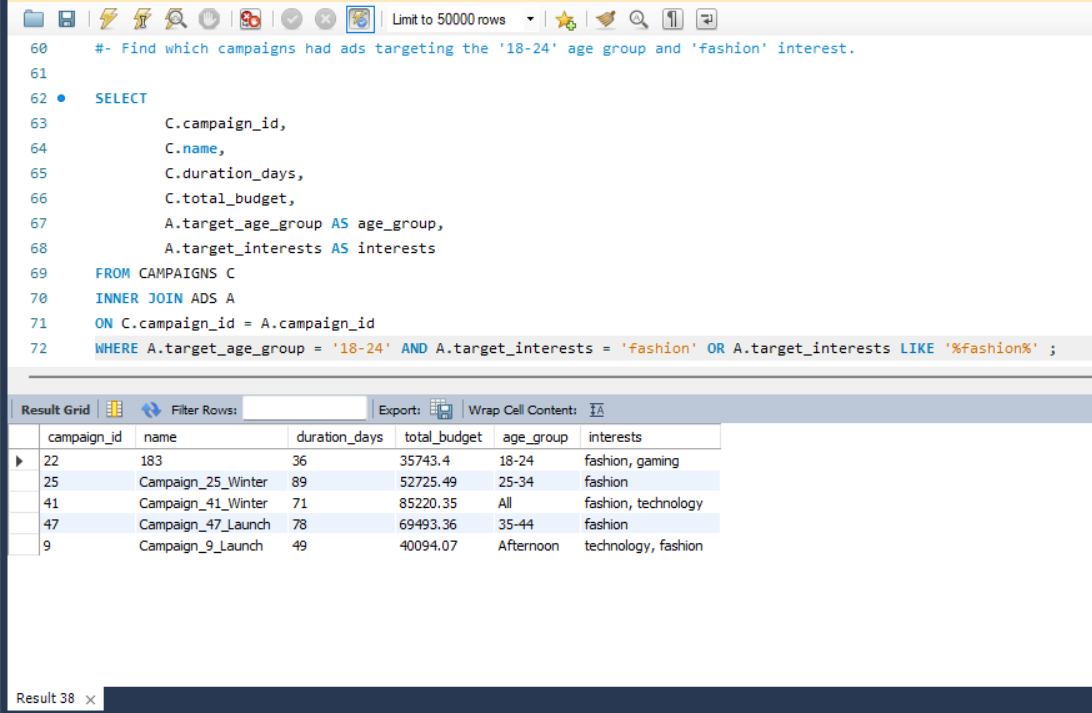 Limit to 50000 rows
60 #- Find which campaigns had ads targeting the '18-24' age group and 'fashion' interest.
61
62 SELECT
63 C.campaign_id,
64 C.name,
65 C.duration_days,
66 C.total_budget,
67 A.target_age_group AS age_group,
68 A.target_interests AS interests
69 FROM CAMPAIGNS C
70 INNER JOIN ADS A
71 ON C.campaign_id = A.campaign_id
72 WHERE A.target_age_group = '18-24' AND A.target_interests = 'fashion' OR A.target_interests LIKE '%fashion%' ;
Result Grid Filter Rows: Export: Wrap Cell Content: IA
campaign_id name duration_days total_budget age_group interests
22 183 36 35743.4 18-24 fashion, gaming
25 Campaign_25_Winter 89 52725.49 25-34 fashion
41 Campaign_41_Winter 71 85220.35 All fashion, technology
47 Campaign_47_Launch 78 69493.36 35-44 fashion
9 Campaign_9_Launch 49 40094.07 Afternoon technology, fashion
Result 38